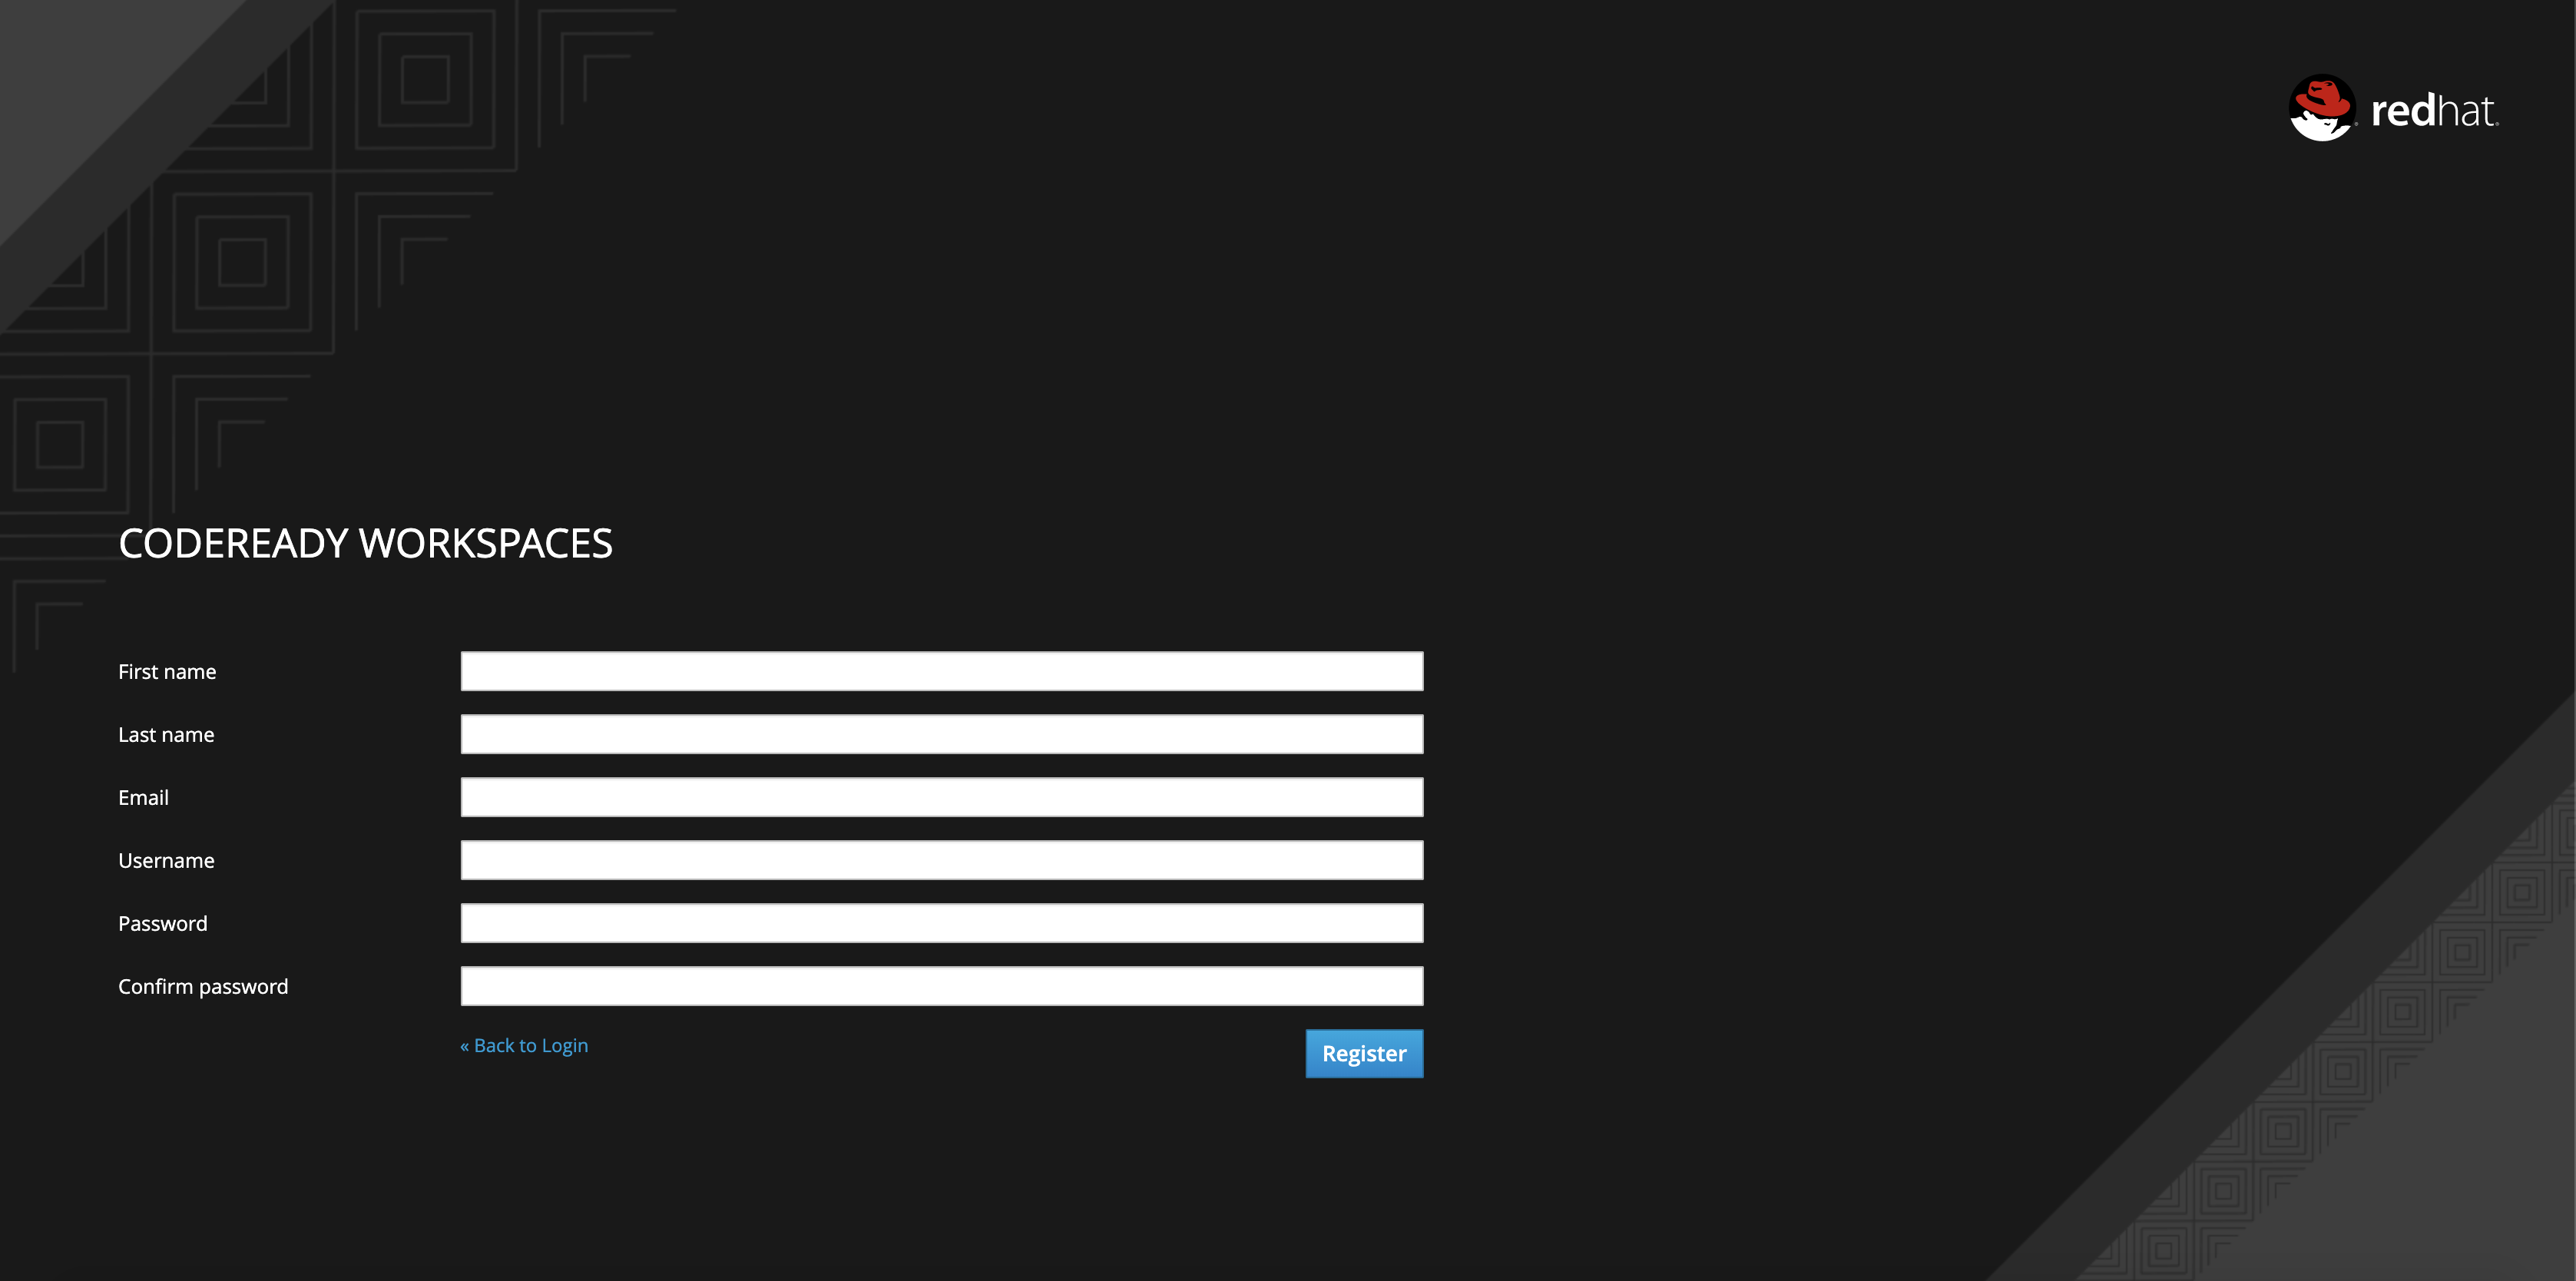 redhat.
CODEREADY WORKSPACES
First name
Last name
Email
Username
Password
Confirm password
« Back to Login
Register